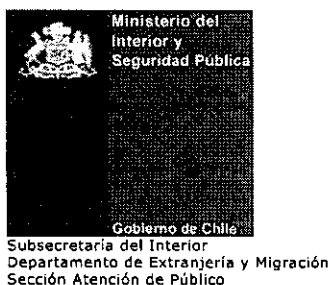 Ministerio del
Interior y
Seguridad Pública
Gobierno de Chile
Subsecretaría del Interior
Departamento de Extranjería y Migración
Sección Atención de Público